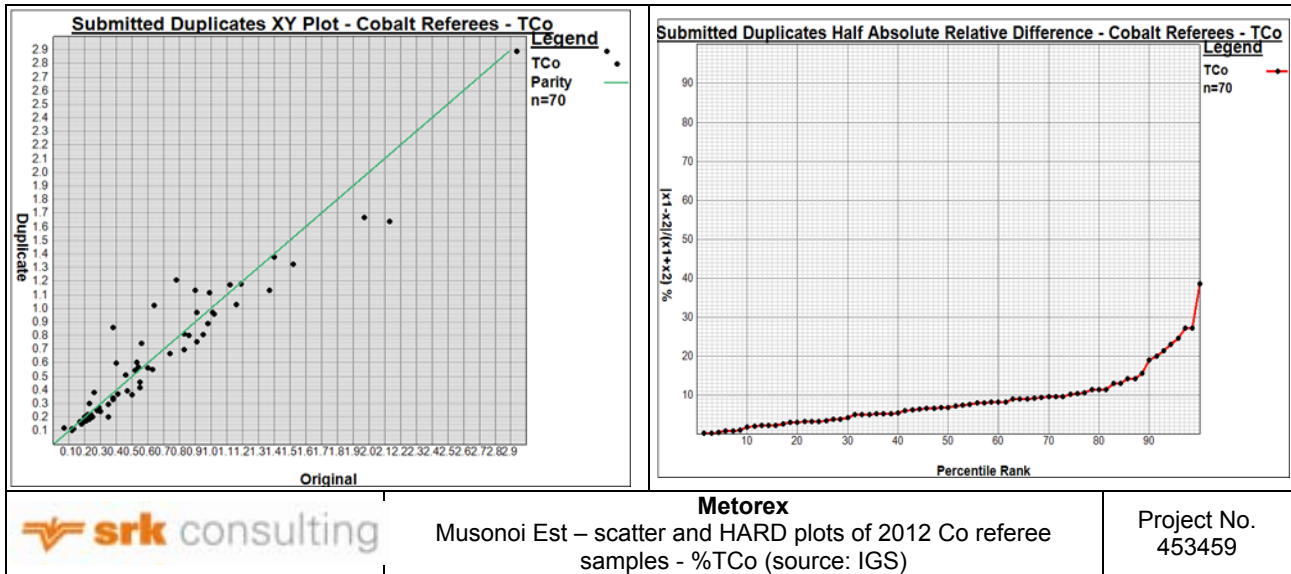 Submitted Duplicates XY Plot - Cobalt Referees - TCo
Legend
TCo
Parity
n=70
2.9
2.8
2.7
2.6
2.5
2.4
2.3
2.2
2.1
2.0
1.9
1.8
1.7
1.6
1.5
1.4
1.3
1.2
1.1
1.0
0.9
0.8
0.7
0.6
0.5
0.4
0.3
0.2
0.1
Duplicate
0.10.20.30.40.50.60.70.80.91.01.11.21.31.41.51.61.71.81.92.02.12.22.32.42.52.62.72.82.9
Original
Submitted Duplicates Half Absolute Relative Difference - Cobalt Referees - TCo
Legend
TCo
n=70
90
80
70
60
50
40
30
20
10
|x1-x2|/(x1+x2) %
10 20 30 40 50 60 70 80 90
Percentile Rank
srk consulting
Metorex
Musonoi Est – scatter and HARD plots of 2012 Co referee
samples - %TCo (source: IGS)
Project No.
453459